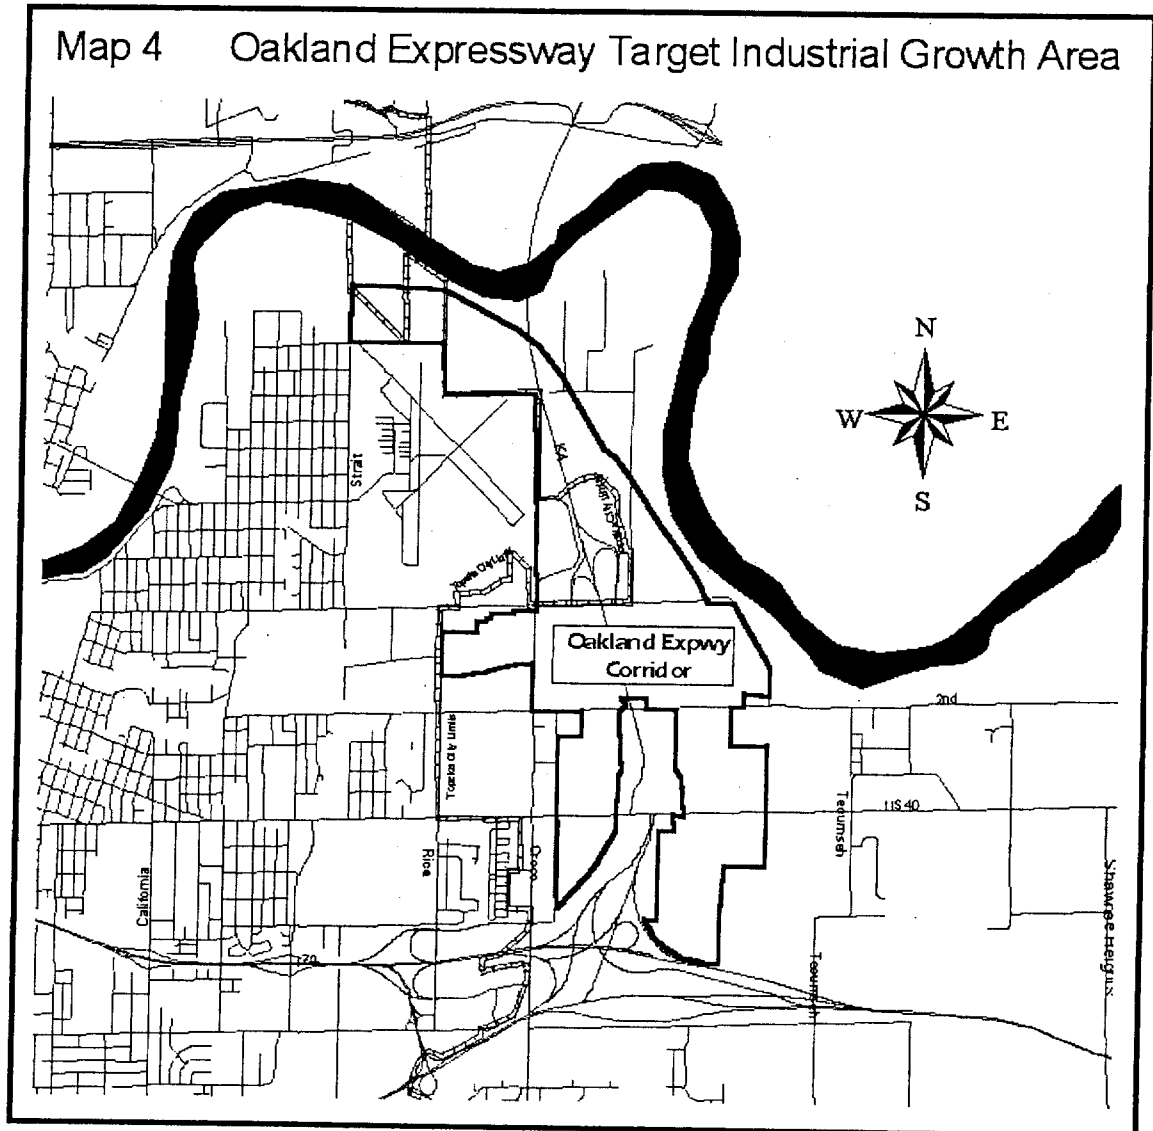 Map 4 Oakland Expressway Target Industrial Growth Area
N
W E
S
Strait
K4
Oakland Expwy
Corridor
2nd
Topeka City Limits
US 40
Tecumseh
Rice
Croco
California
Shawnee Heights
I 70
Tecumseh